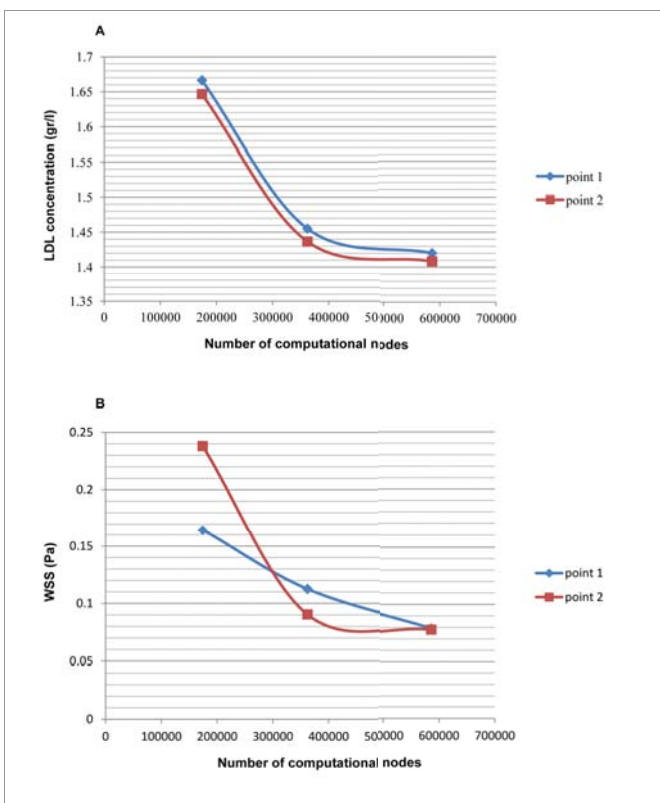 A
1.7
1.65
1.6
1.55
1.5
1.45
1.4
1.35
LDL concentration (gr/l)
0 100000 200000 300000 400000 500000 600000 700000
Number of computational nodes
point 1
point 2
B
0.25
0.2
0.15
0.1
0.05
0
WSS (Pa)
0 100000 200000 300000 400000 500000 600000 700000
Number of computational nodes
point 1
point 2